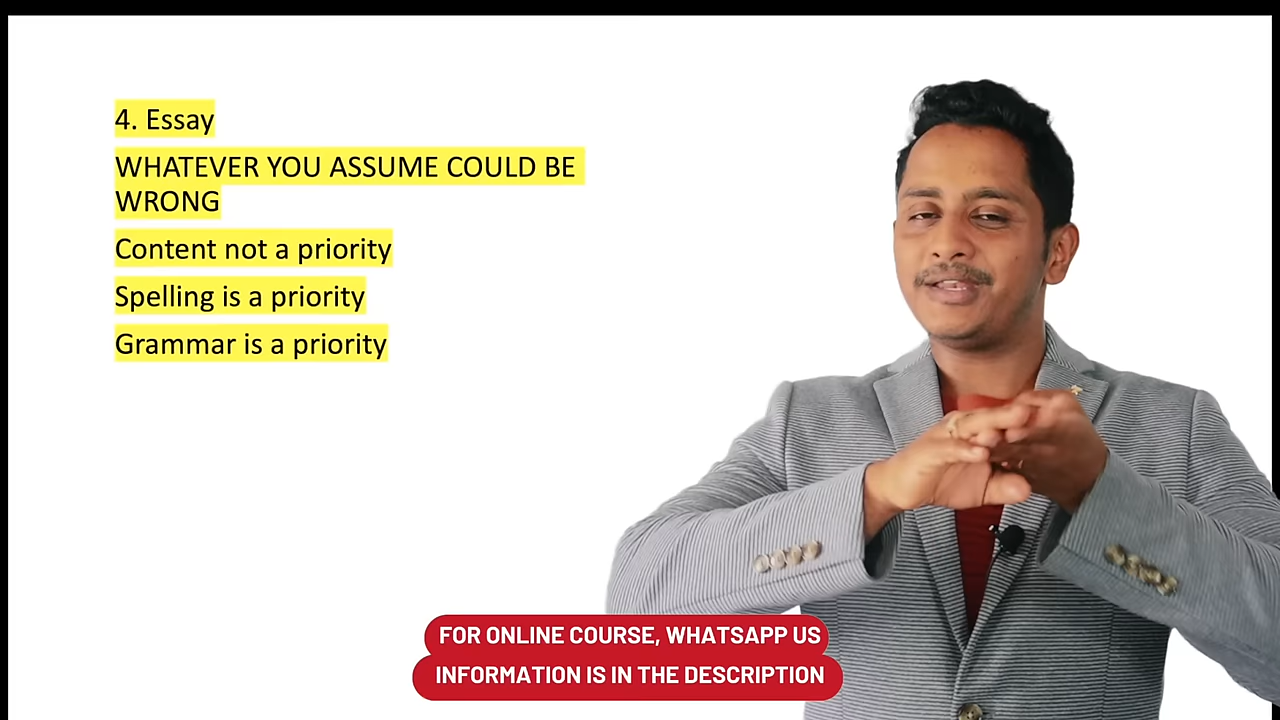 4. Essay
WHATEVER YOU ASSUME COULD BE
WRONG
Content not a priority
Spelling is a priority
Grammar is a priority
FOR ONLINE COURSE, WHATSAPP US
INFORMATION IS IN THE DESCRIPTION